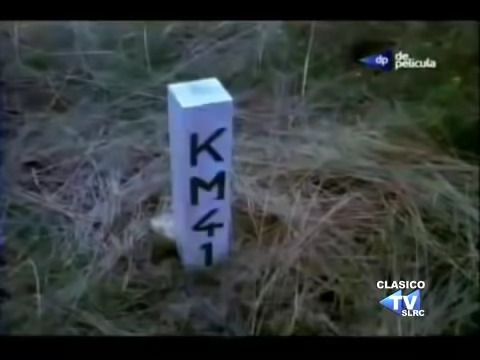 dp de
película
KM41
CLASICO
TV
SLRC